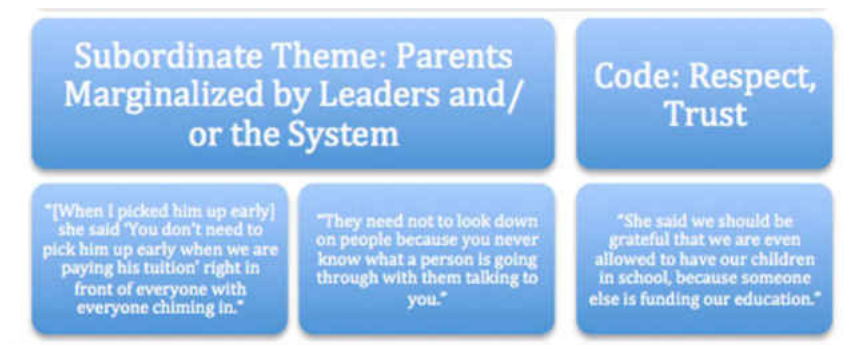 Subordinate Theme: Parents
Marginalized by Leaders and/
or the System
Code: Respect,
Trust
"[When I picked him up early]
she said 'You don't need to
pick him up early when we are
paying his tuition' right in
front of everyone with
everyone chiming in."
"They need not to look down
on people because you never
know what a person is going
through with them talking to
you."
"She said we should be
grateful that we are even
allowed to have our children
in school, because someone
else is funding our education."